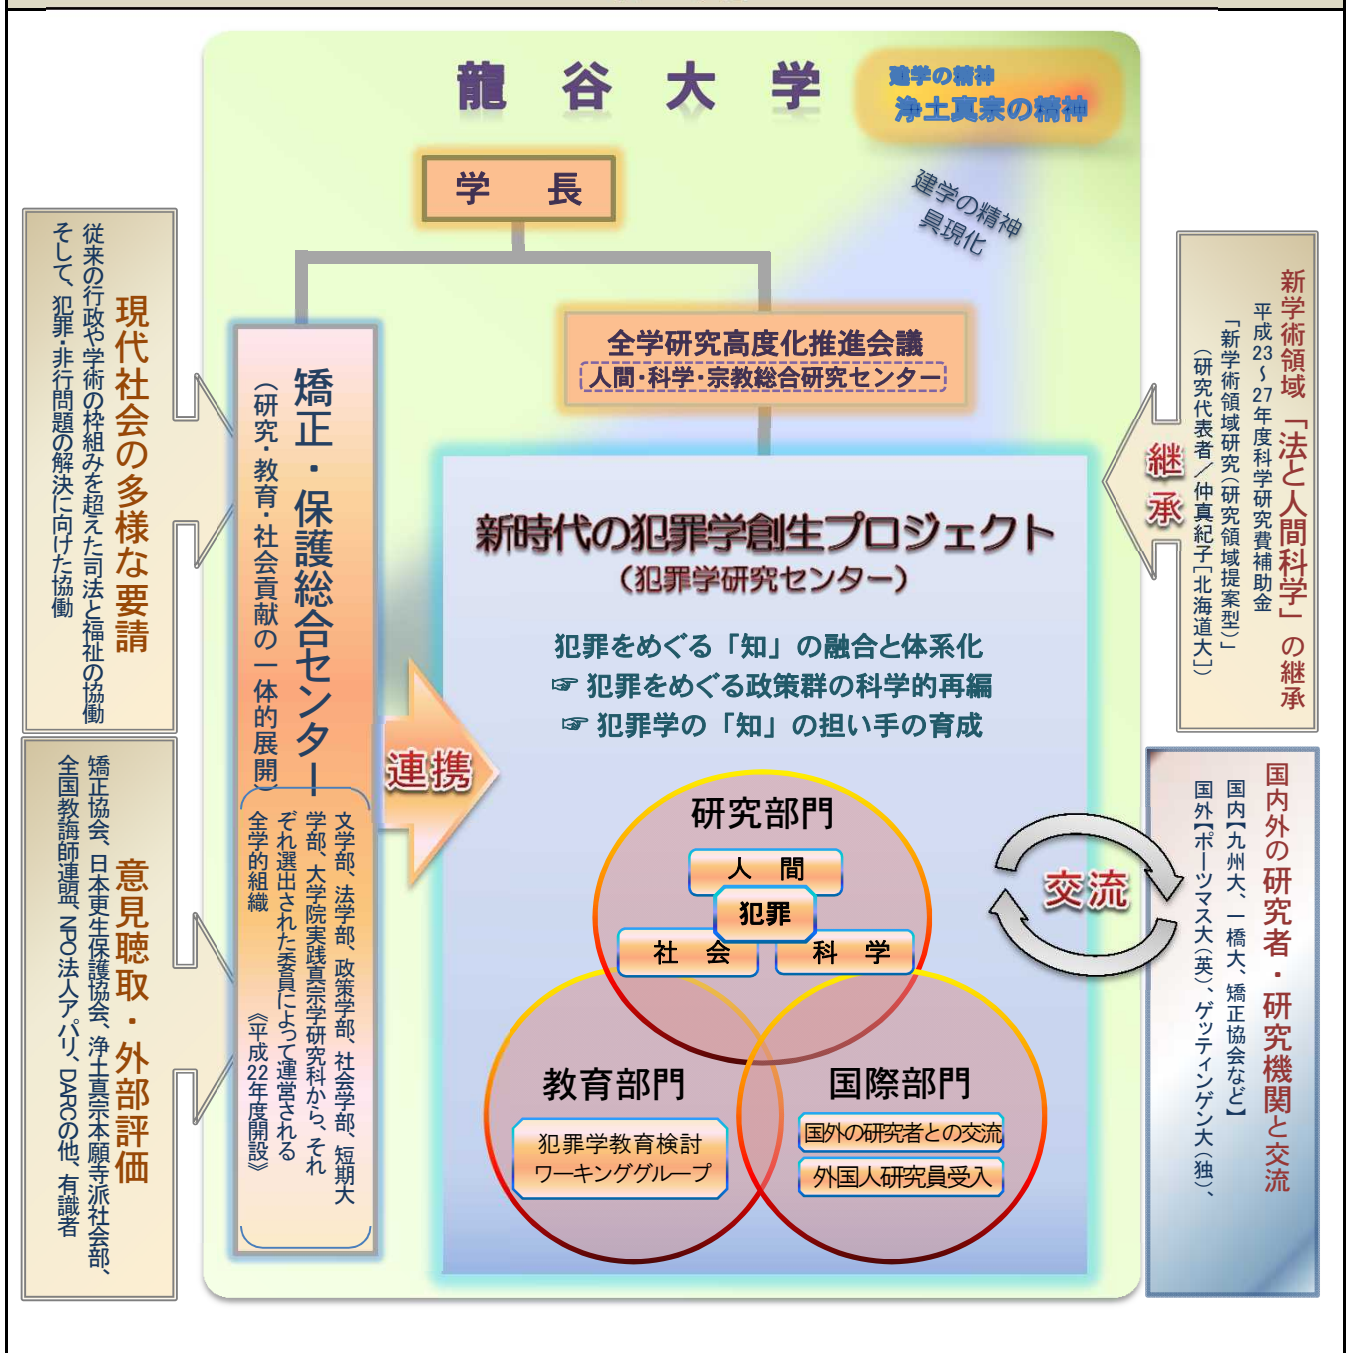 龍谷大学
建学の精神
浄土真宗の精神
建学の精神
具現化
学 長
全学研究高度化推進会議
人間・科学・宗教総合研究センター
現代社会の多様な要請
従来の行政や学術の枠組みを超えた司法と福祉の協働
そして、犯罪・非行問題の解決に向けた協働
意見聴取・外部評価
矯正協会、日本更生保護協会、浄土真宗本願寺派社会部、
全国教誨師連盟、NPO法人アパリ、DARCの他、有識者
矯正・保護総合センター
（研究・教育・社会貢献の一体的展開）
文学部、法学部、政策学部、社会学部、短期大
学部、大学院実践真宗学研究科から、それ
ぞれ選出された委員によって運営される
全学的組織 《平成22年度開設》
連携
新時代の犯罪学創生プロジェクト
（犯罪学研究センター）
犯罪をめぐる「知」の融合と体系化
☞ 犯罪をめぐる政策群の科学的再編
☞ 犯罪学の「知」の担い手の育成
研究部門
人 間
犯罪
社 会
科 学
教育部門
犯罪学教育検討
ワーキンググループ
国際部門
国外の研究者との交流
外国人研究員受入
継承
新学術領域「法と人間科学」の継承
平成23～27年度科学研究費補助金
「新学術領域研究（研究領域提案型）」
（研究代表者／仲真紀子［北海道大］）
交流
国内外の研究者・研究機関と交流
国内【九州大、一橋大、矯正協会など】
国外【ポーツマス大（英）、ゲッティンゲン大（独）、